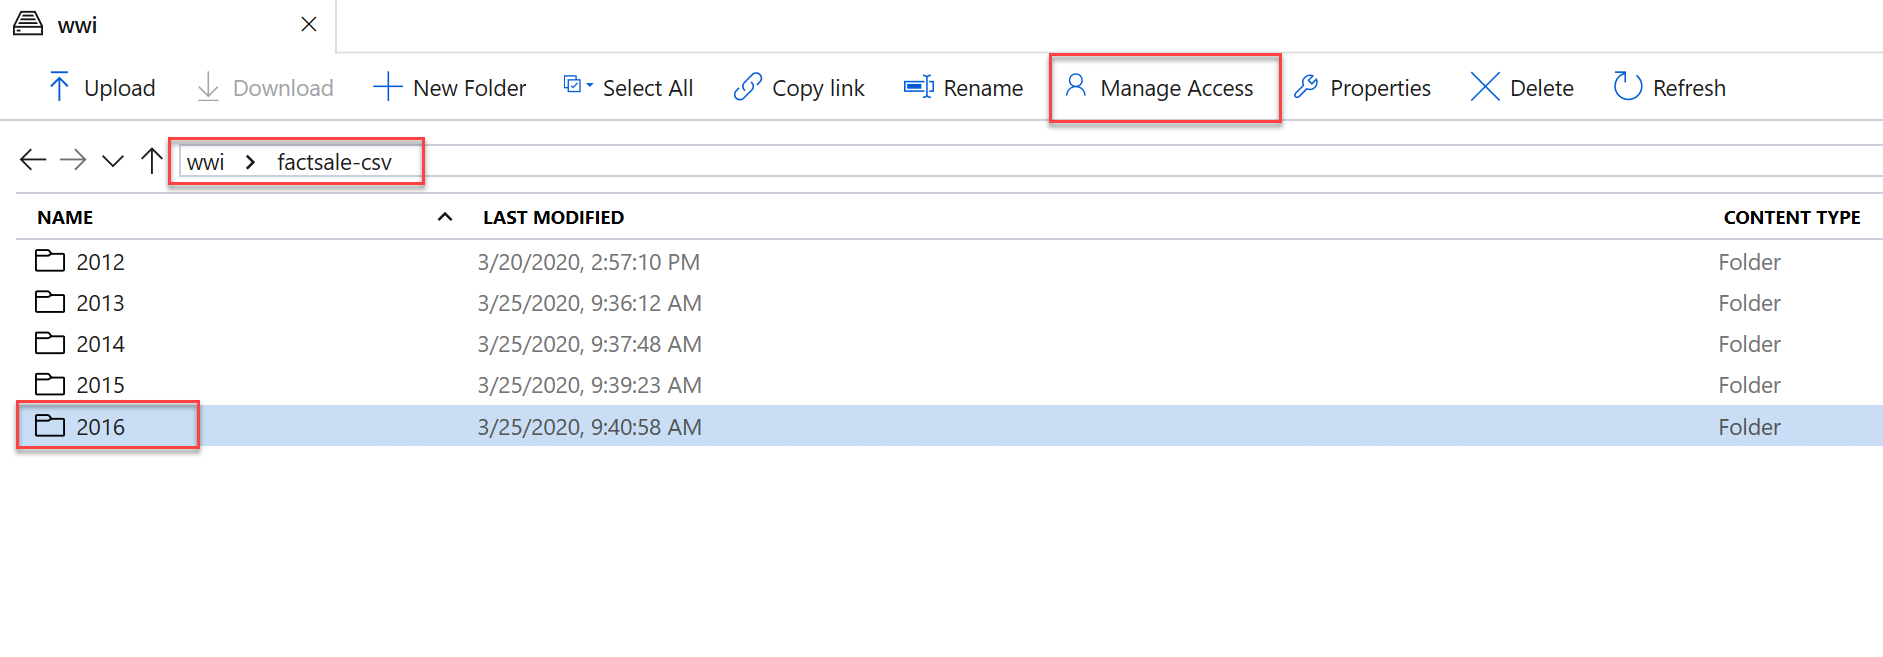 wwi
Upload Download New Folder Select All Copy link Rename Manage Access Properties Delete Refresh
wwi factsale-csv
NAME LAST MODIFIED CONTENT TYPE
2012 3/20/2020, 2:57:10 PM Folder
2013 3/25/2020, 9:36:12 AM Folder
2014 3/25/2020, 9:37:48 AM Folder
2015 3/25/2020, 9:39:23 AM Folder
2016 3/25/2020, 9:40:58 AM Folder